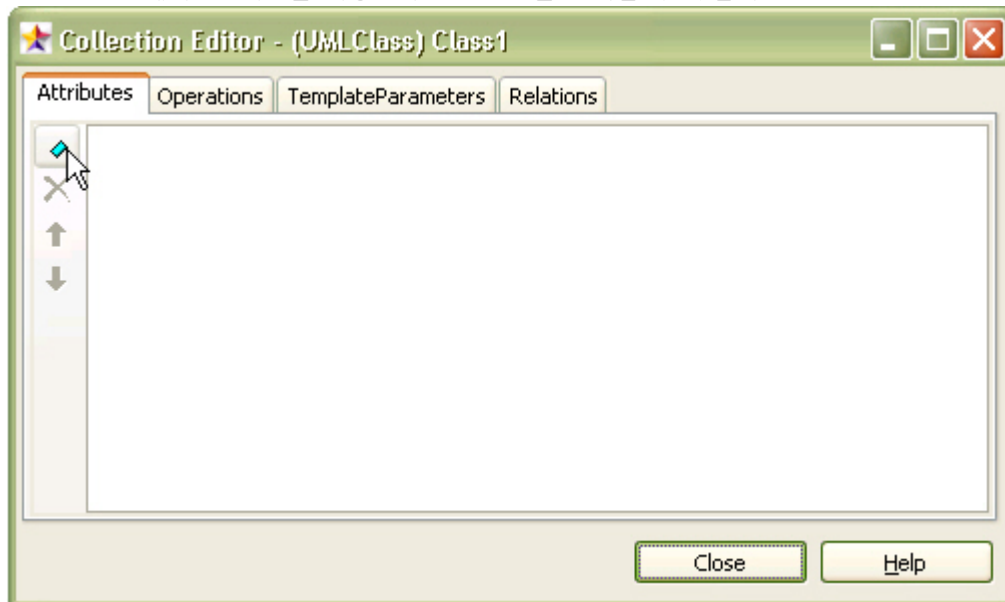 Collection Editor - (UMLClass) Class1
Attributes Operations TemplateParameters Relations
Close Help